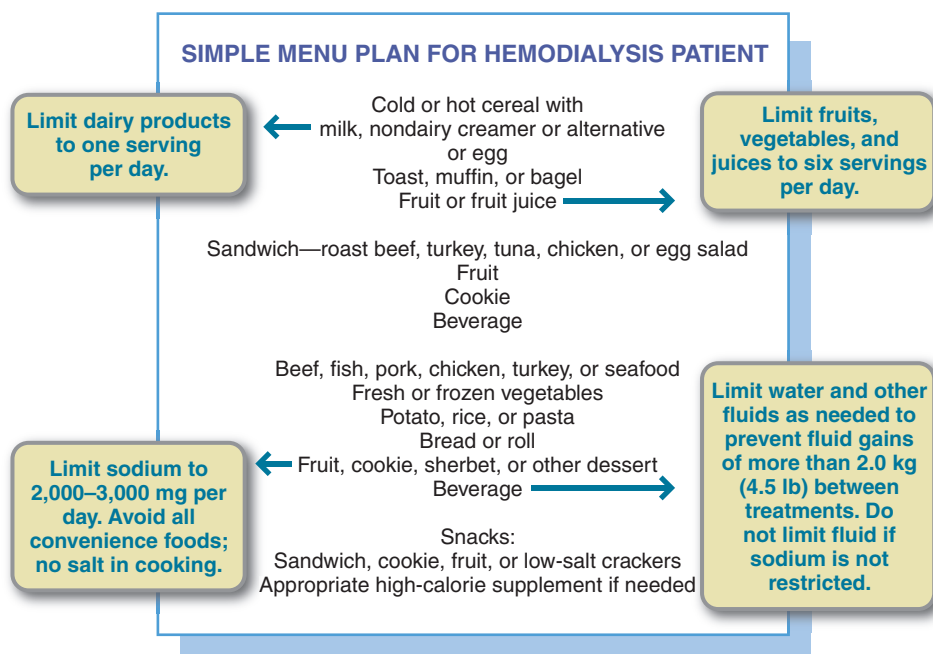 SIMPLE MENU PLAN FOR HEMODIALYSIS PATIENT
Limit dairy products
to one serving
per day.
Cold or hot cereal with
milk, nondairy creamer or alternative
or egg
Toast, muffin, or bagel
Fruit or fruit juice
Limit fruits,
vegetables, and
juices to six servings
per day.
Sandwich—roast beef, turkey, tuna, chicken, or egg salad
Fruit
Cookie
Beverage
Beef, fish, pork, chicken, turkey, or seafood
Fresh or frozen vegetables
Potato, rice, or pasta
Bread or roll
Fruit, cookie, sherbet, or other dessert
Beverage
Limit sodium to
2,000–3,000 mg per
day. Avoid all
convenience foods;
no salt in cooking.
Limit water and other
fluids as needed to
prevent fluid gains
of more than 2.0 kg
(4.5 lb) between
treatments. Do
not limit fluid if
sodium is not
restricted.
Snacks:
Sandwich, cookie, fruit, or low-salt crackers
Appropriate high-calorie supplement if needed